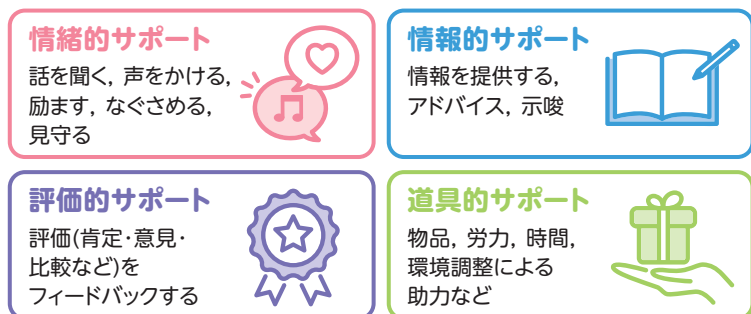 情緒的サポート
話を聞く, 声をかける,
励ます, なぐさめる,
見守る
情報的サポート
情報を提供する,
アドバイス, 示唆
評価的サポート
評価(肯定・意見・
比較など)を
フィードバックする
道具的サポート
物品, 労力, 時間,
環境調整による
助力など